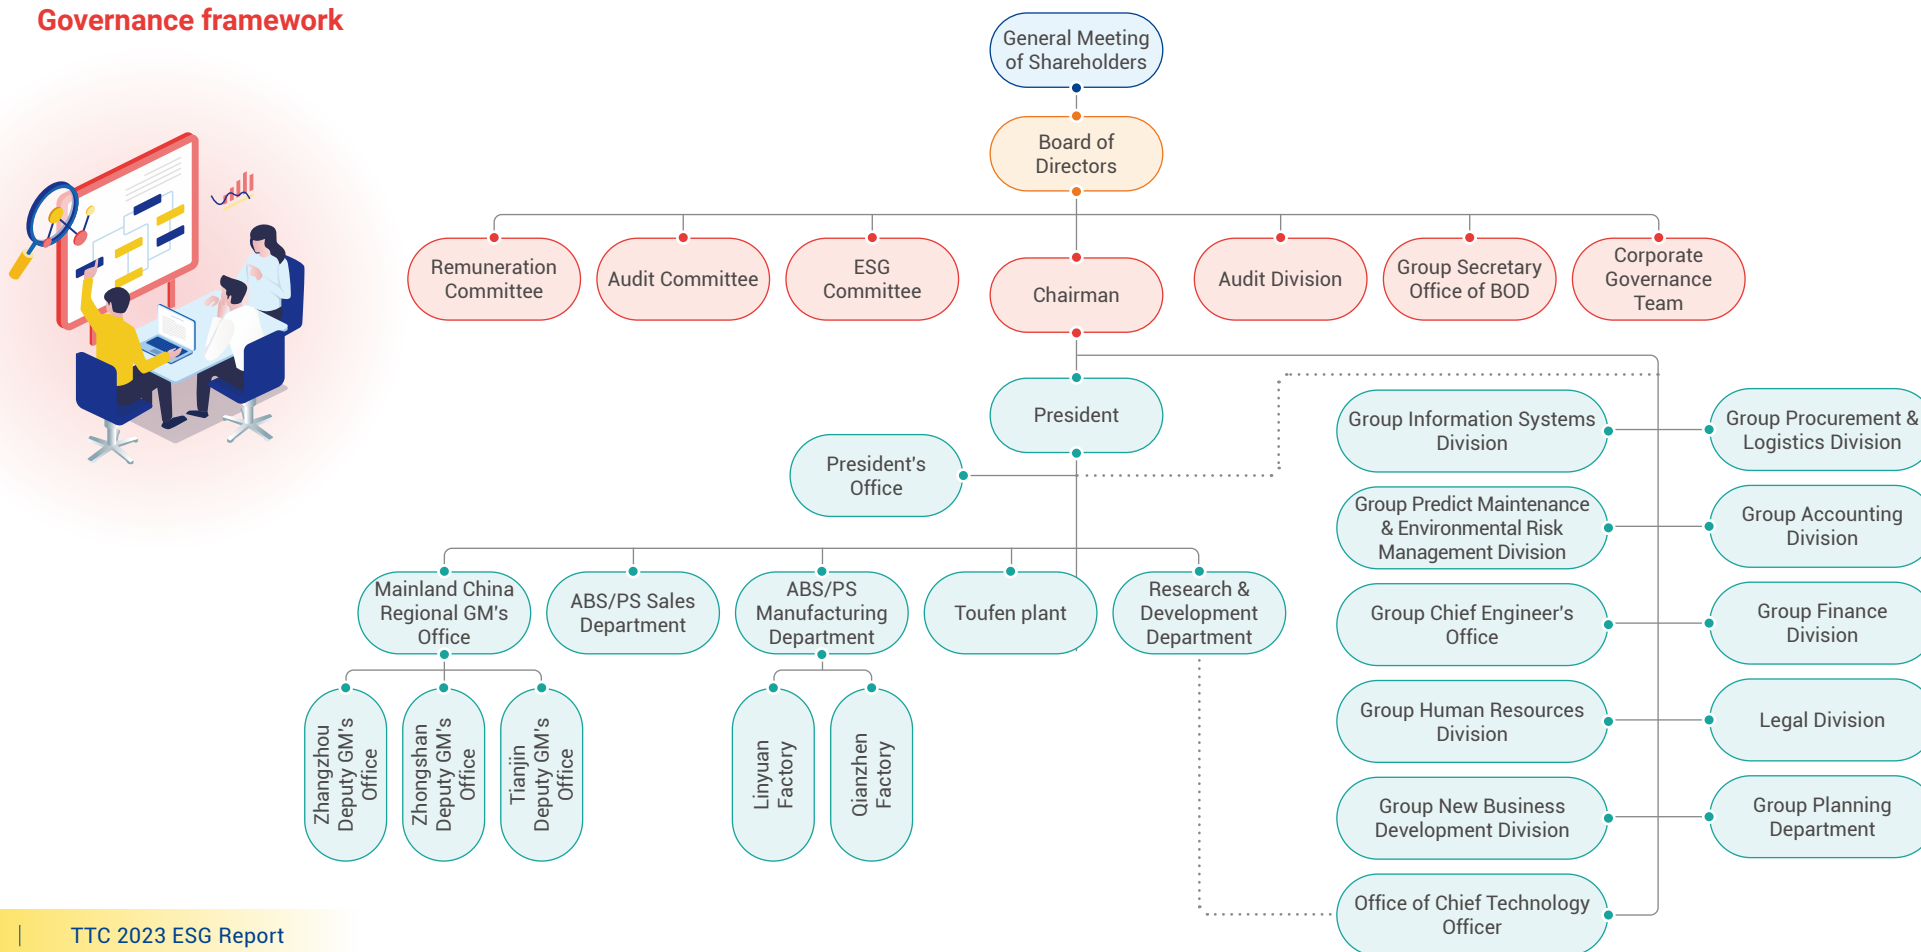 Governance framework
General Meeting
of Shareholders
Board of
Directors
Remuneration
Committee
Audit Committee
ESG
Committee
Chairman
Audit Division
Group Secretary
Office of BOD
Corporate
Governance
Team
President
President's
Office
Group Information Systems
Division
Group Procurement &
Logistics Division
Group Predict Maintenance
& Environmental Risk
Management Division
Group Accounting
Division
Group Chief Engineer's
Office
Group Finance
Division
Group Human Resources
Division
Legal Division
Group New Business
Development Division
Group Planning
Department
Office of Chief Technology
Officer
Mainland China
Regional GM's
Office
ABS/PS Sales
Department
ABS/PS
Manufacturing
Department
Toufen plant
Research &
Development
Department
Zhangzhou
Deputy GM's
Office
Zhongshan
Deputy GM's
Office
Tianjin
Deputy GM's
Office
Linyuan
Factory
Qianzhen
Factory
TTC 2023 ESG Report